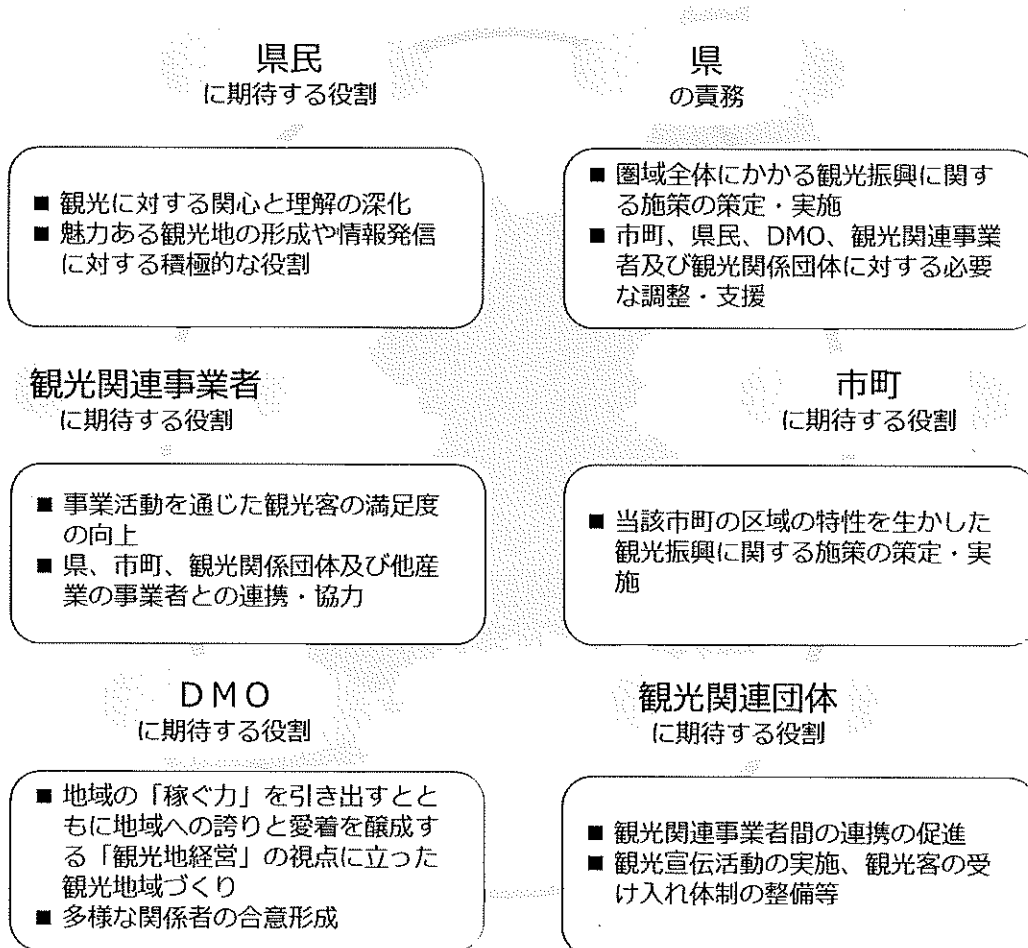 県民
に期待する役割
■ 観光に対する関心と理解の深化
■ 魅力ある観光地の形成や情報発信
に対する積極的な役割
県
の責務
■ 圏域全体にかかる観光振興に関す
る施策の策定・実施
■ 市町、県民、DMO、観光関連事業
者及び観光関係団体に対する必要
な調整・支援
観光関連事業者
に期待する役割
■ 事業活動を通じた観光客の満足度
の向上
■ 県、市町、観光関係団体及び他産
業の事業者との連携・協力
市町
に期待する役割
■ 当該市町の区域の特性を生かした
観光振興に関する施策の策定・実
施
DMO
に期待する役割
■ 地域の「稼ぐ力」を引き出すとと
もに地域への誇りと愛着を醸成す
る「観光地経営」の視点に立った
観光地域づくり
■ 多様な関係者の合意形成
観光関連団体
に期待する役割
■ 観光関連事業者間の連携の促進
■ 観光宣伝活動の実施、観光客の受
け入れ体制の整備等